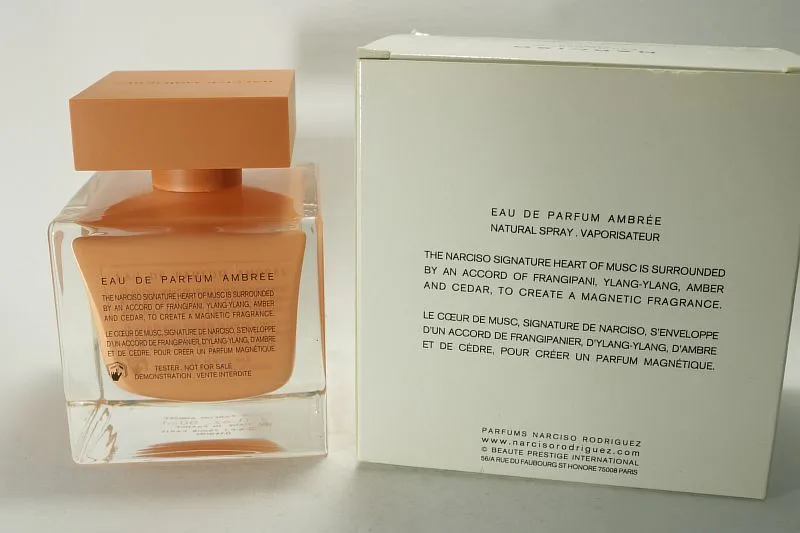 EAU DE PARFUM AMBRÉE
THE NARCISO SIGNATURE HEART OF MUSC IS SURROUNDED
BY AN ACCORD OF FRANGIPANI, YLANG-YLANG, AMBER
AND CEDAR, TO CREATE A MAGNETIC FRAGRANCE.
LE CŒUR DE MUSC, SIGNATURE DE NARCISO, S'ENVELOPPE
D'UN ACCORD DE FRANGIPANIER, D'YLANG-YLANG, D'AMBRE
ET DE CÈDRE, POUR CRÉER UN PARFUM MAGNÉTIQUE.
TESTER . NOT FOR SALE
DEMONSTRATION . VENTE INTERDITE
EAU DE PARFUM AMBRÉE
NATURAL SPRAY . VAPORISATEUR
THE NARCISO SIGNATURE HEART OF MUSC IS SURROUNDED
BY AN ACCORD OF FRANGIPANI, YLANG-YLANG, AMBER
AND CEDAR, TO CREATE A MAGNETIC FRAGRANCE.
LE CŒUR DE MUSC, SIGNATURE DE NARCISO, S'ENVELOPPE
D'UN ACCORD DE FRANGIPANIER, D'YLANG-YLANG, D'AMBRE
ET DE CÈDRE, POUR CRÉER UN PARFUM MAGNÉTIQUE.
PARFUMS NARCISO RODRIGUEZ
www.narcisorodriguez.com
© BEAUTE PRESTIGE INTERNATIONAL
56/A RUE DU FAUBOURG ST HONORE 75008 PARIS